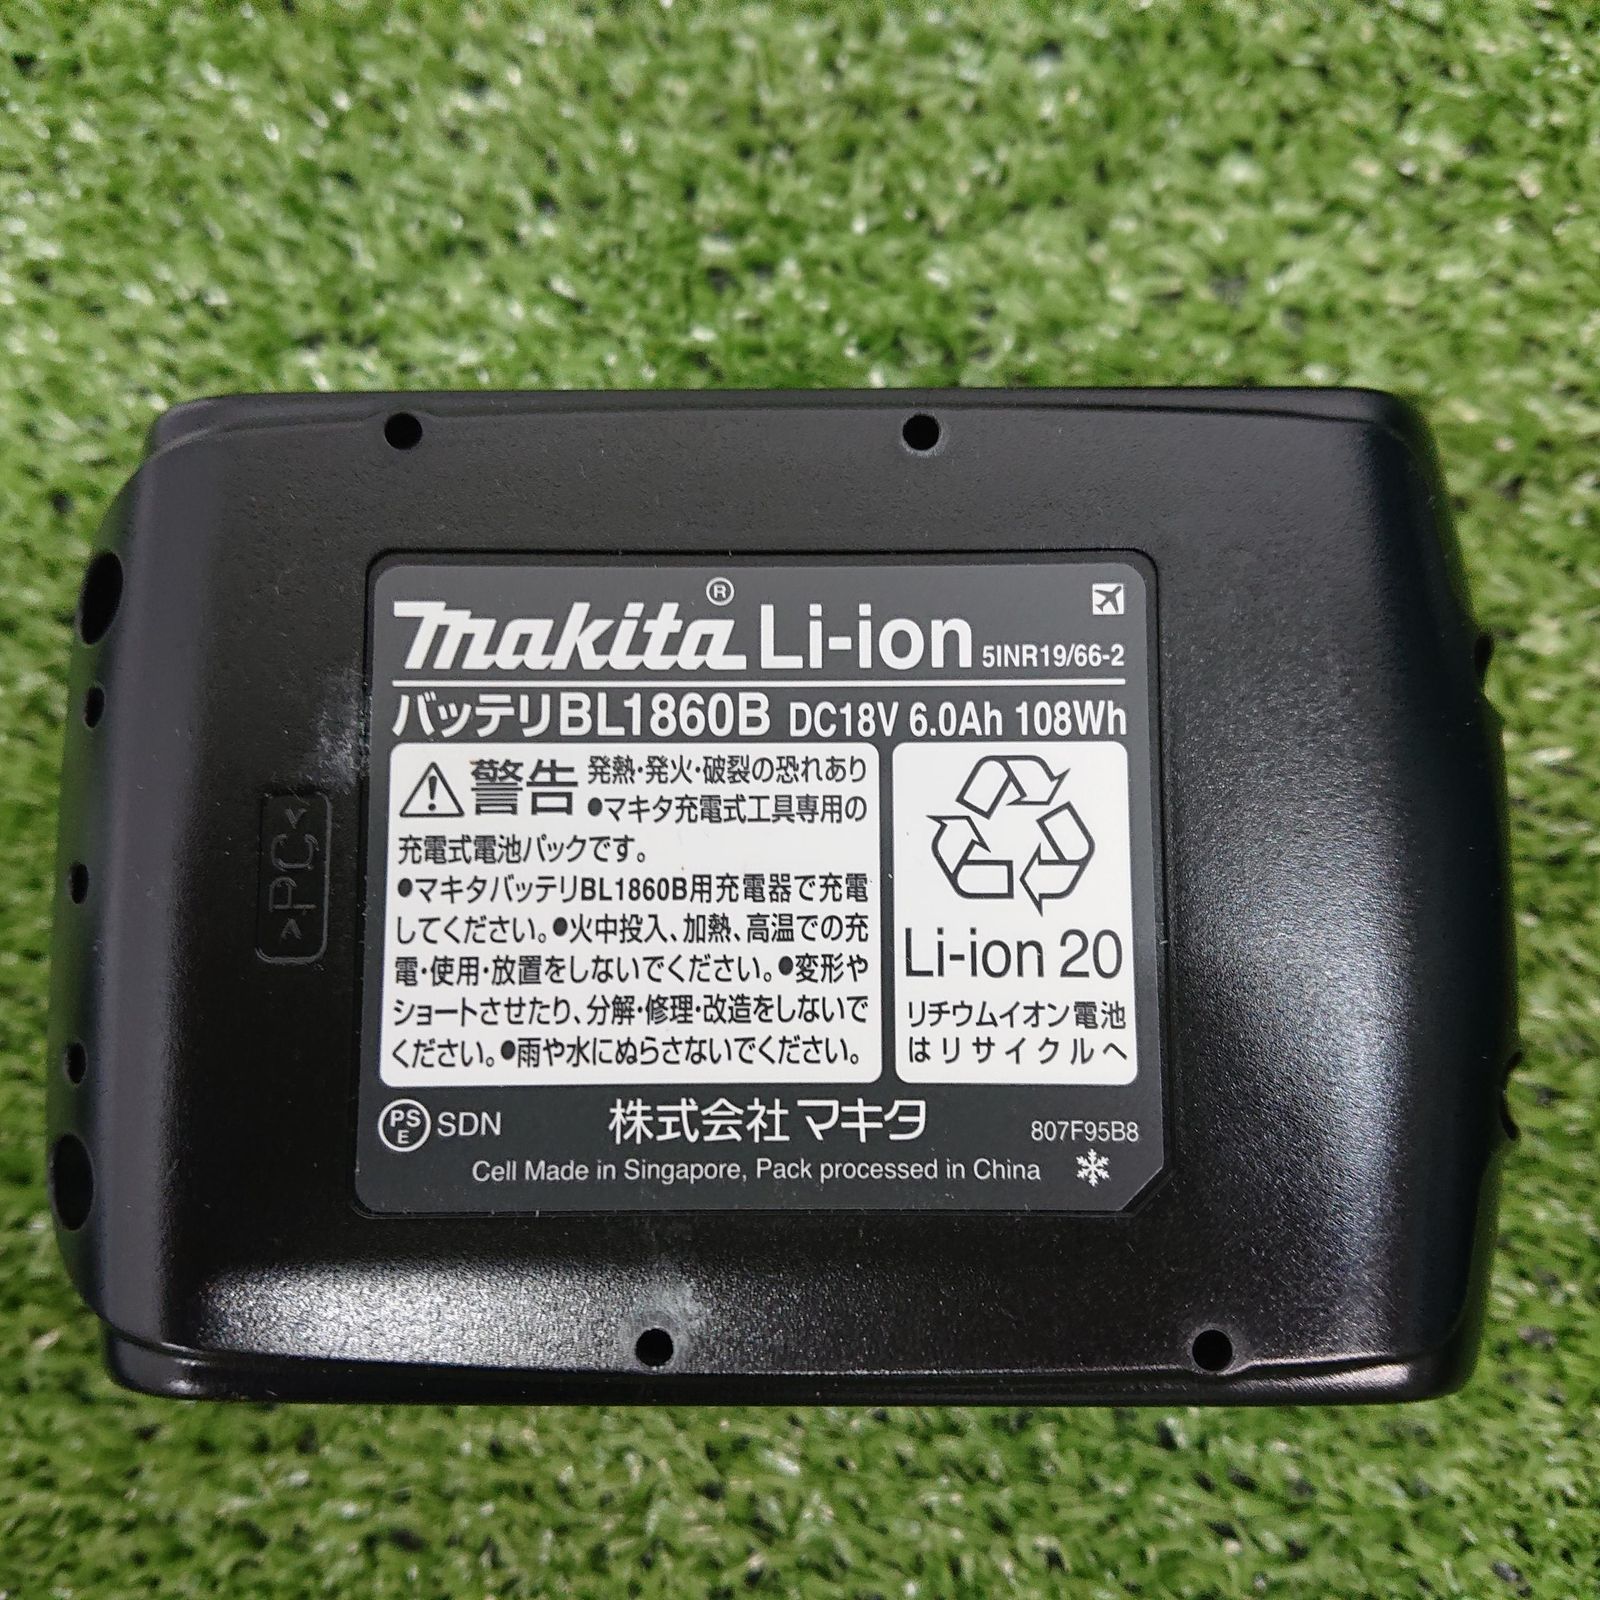 makita® Li-ion 5INR19/66-2
バッテリBL1860B DC18V 6.0Ah 108Wh
警告 発熱・発火・破裂の恐れあり
●マキタ充電式工具専用の
充電式電池パックです。
●マキタバッテリBL1860B用充電器で充電
してください。●火中投入、加熱、高温での充
電・使用・放置をしないでください。●変形や
ショートさせたり、分解・修理・改造をしないで
ください。●雨や水にぬらさないでください。
Li-ion 20
リチウムイオン電池
はリサイクルへ
PSE SDN 株式会社マキタ 807F95B8
Cell Made in Singapore, Pack processed in China
>PC<